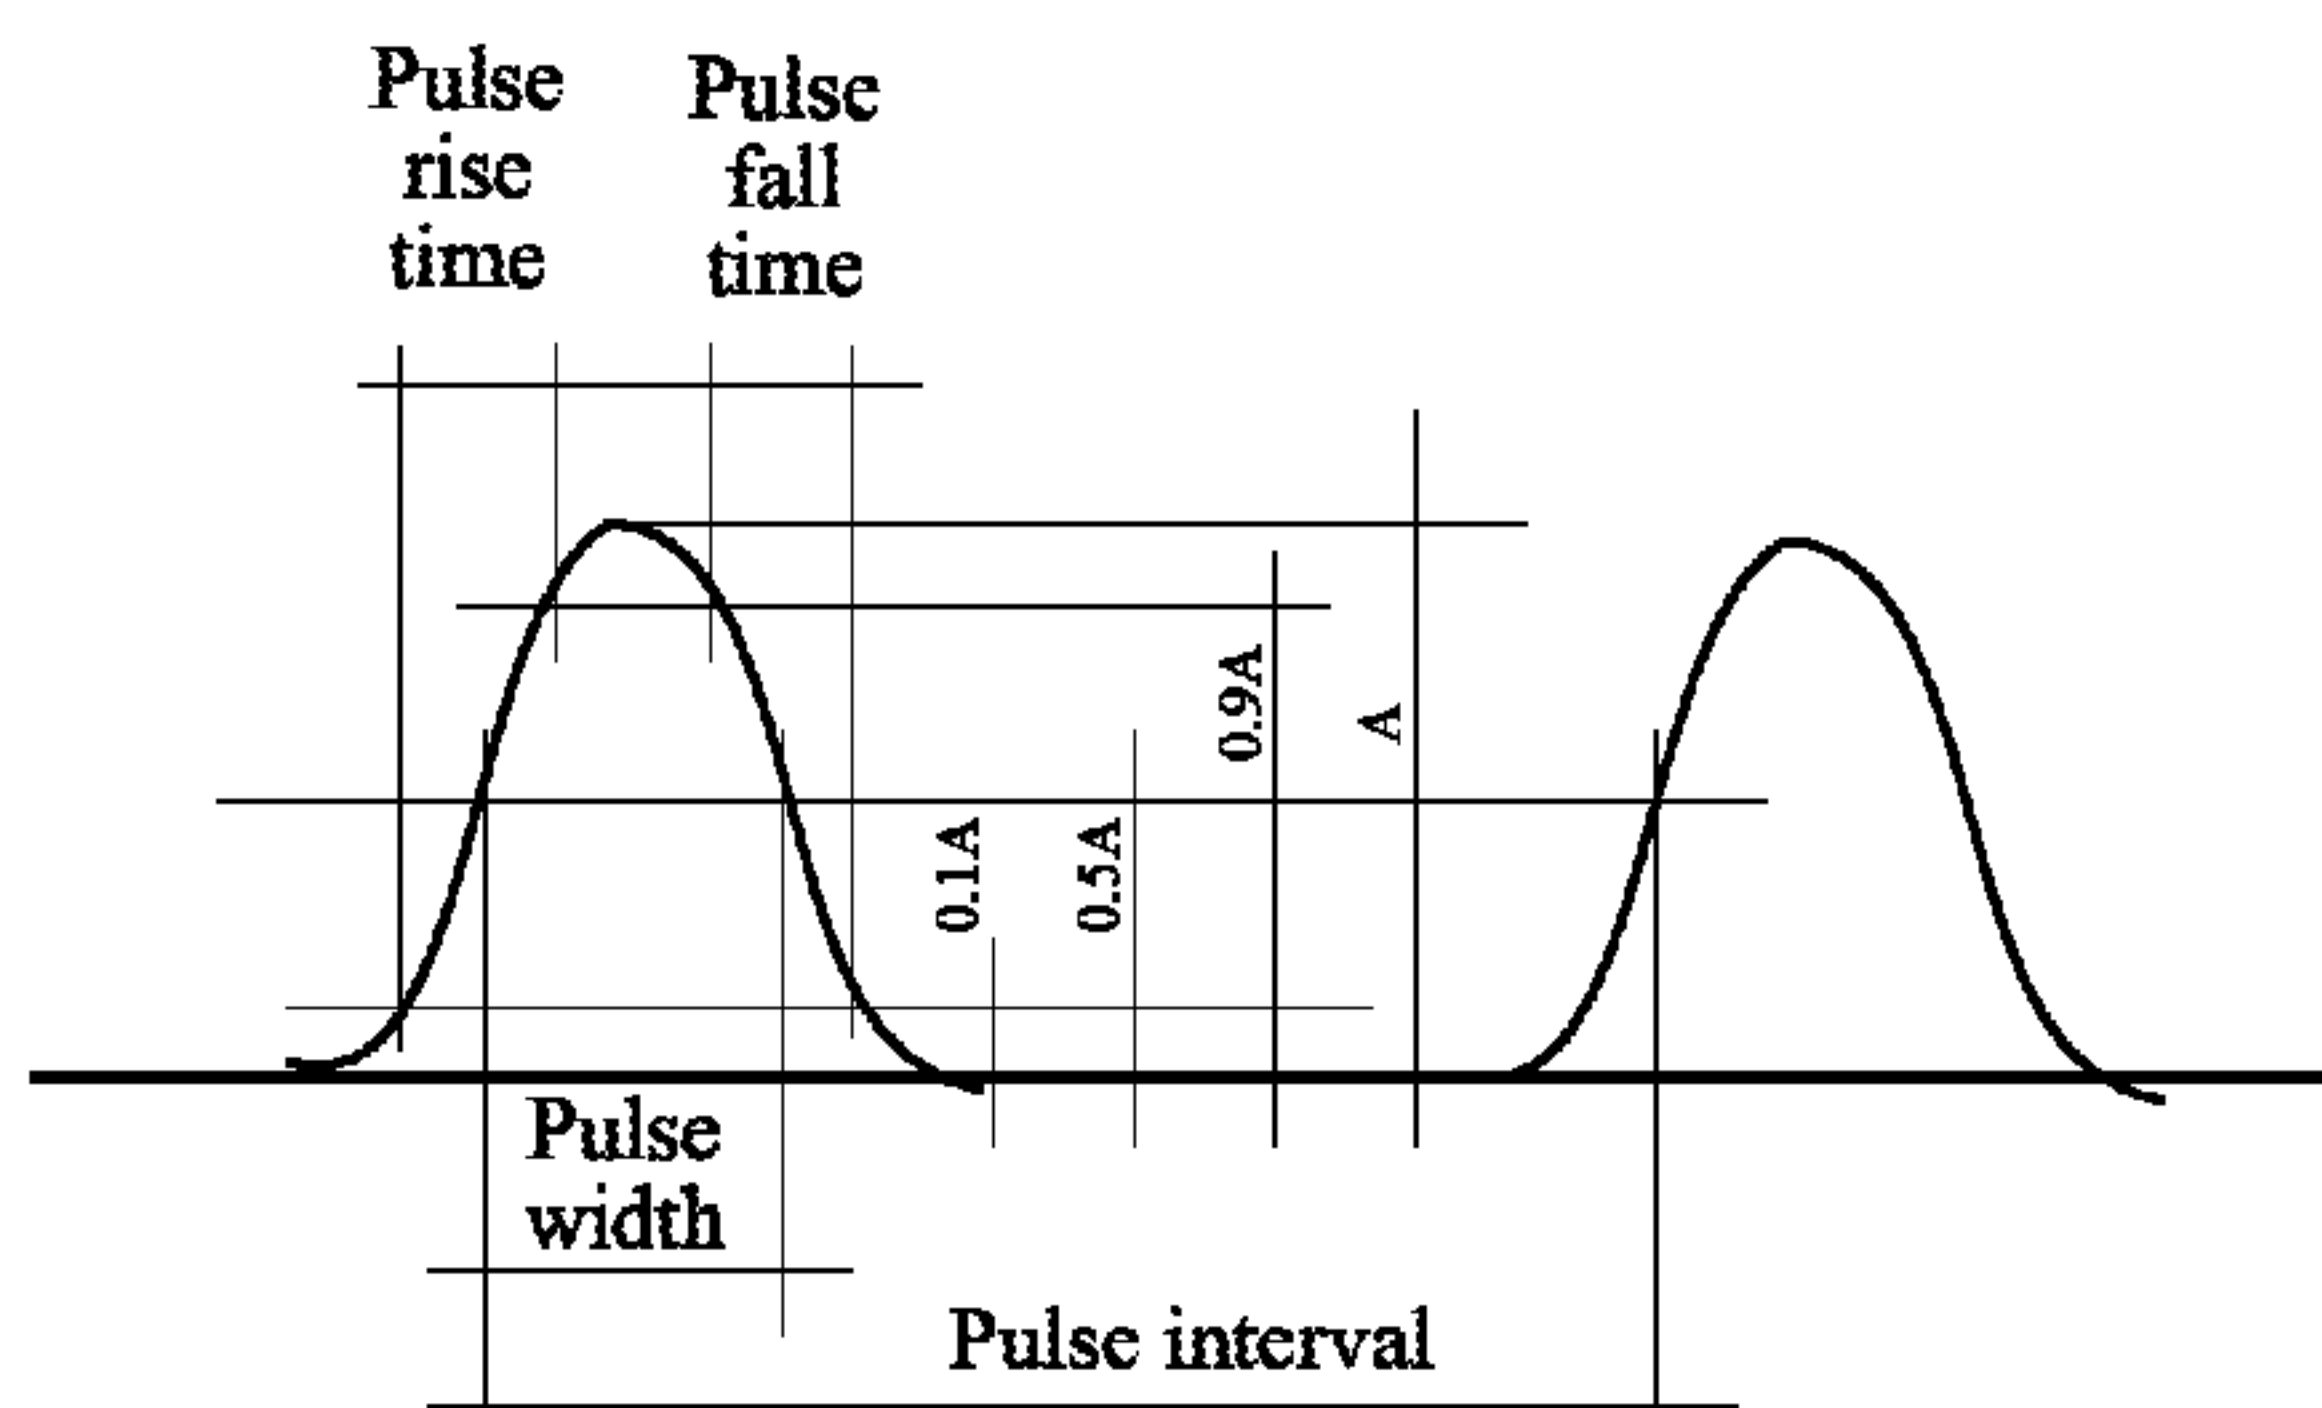 Pulse
rise
time
Pulse
fall
time
0.9A
A
0.1A
0.5A
Pulse
width
Pulse interval